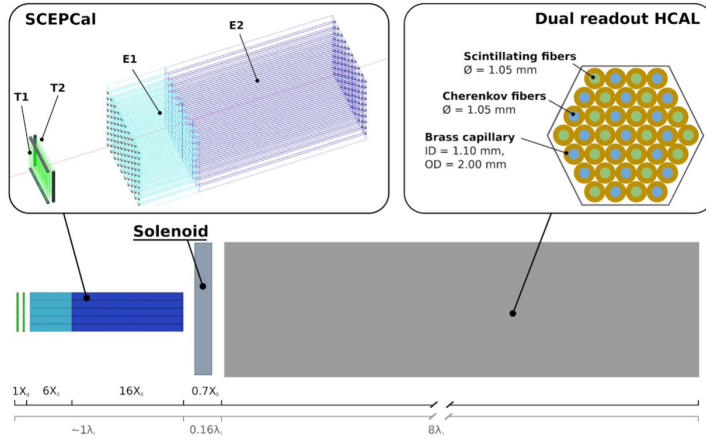 SCEPCal
E1
E2
T1
T2
Dual readout HCAL
Scintillating fibers
Ø = 1.05 mm
Cherenkov fibers
Ø = 1.05 mm
Brass capillary
ID = 1.10 mm,
OD = 2.00 mm
Solenoid
1X₀ 6X₀ 16X₀ 0.7X₀
~1λᵢ 0.16λᵢ 8λᵢ